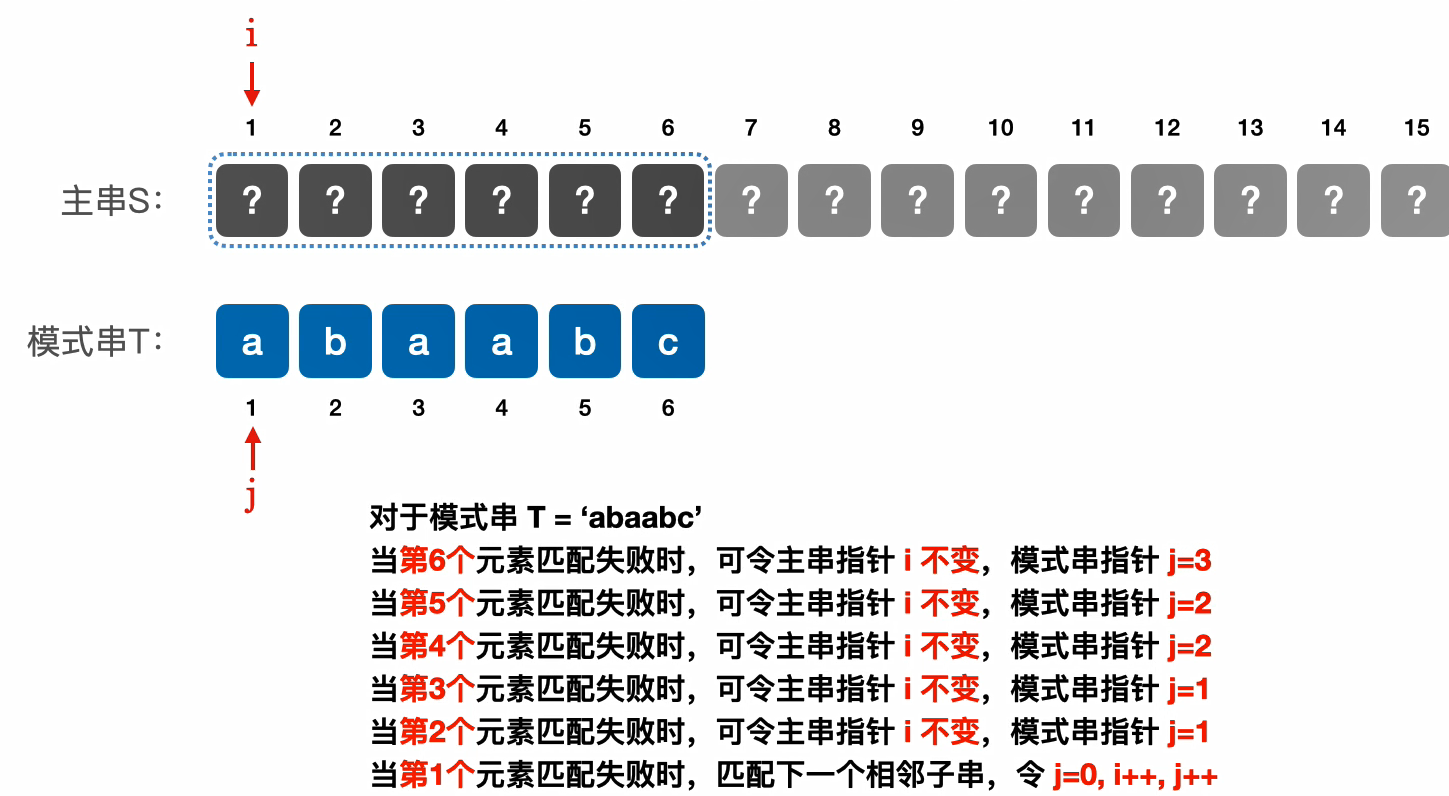 i
1 2 3 4 5 6 7 8 9 10 11 12 13 14 15
主串S: ? ? ? ? ? ? ? ? ? ? ? ? ? ? ?
模式串T: a b a a b c
1 2 3 4 5 6
j
对于模式串 T = ‘abaabc’
当第6个元素匹配失败时，可令主串指针 i 不变，模式串指针 j=3
当第5个元素匹配失败时，可令主串指针 i 不变，模式串指针 j=2
当第4个元素匹配失败时，可令主串指针 i 不变，模式串指针 j=2
当第3个元素匹配失败时，可令主串指针 i 不变，模式串指针 j=1
当第2个元素匹配失败时，可令主串指针 i 不变，模式串指针 j=1
当第1个元素匹配失败时，匹配下一个相邻子串，令 j=0, i++, j++